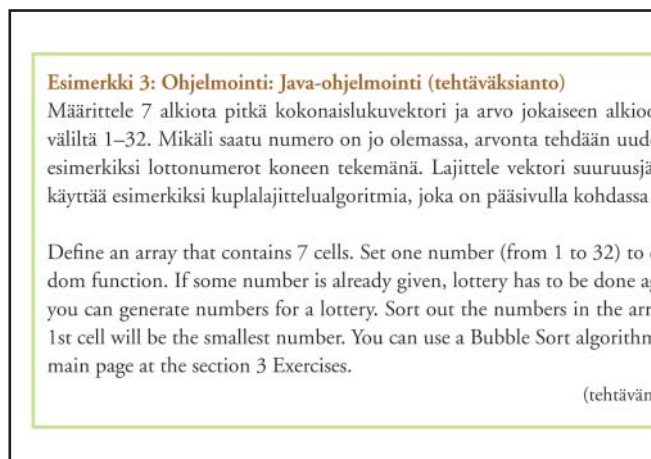 Esimerkki 3: Ohjelmointi: Java-ohjelmointi (tehtäväksianto)
Määrittele 7 alkiota pitkä kokonaislukuvektori ja arvo jokaiseen
väliltä 1–32. Mikäli saatu numero on jo olemassa, arvonta tehdään
esimerkiksi lottonumerot koneen tekemänä. Lajittele vektori
käyttää esimerkiksi kuplalajittelualgoritmia, joka on pääsivulla kohdassa
Define an array that contains 7 cells. Set one number (from 1 to 32) to
dom function. If some number is already given, lottery has to be done
you can generate numbers for a lottery. Sort out the numbers in the
1st cell will be the smallest number. You can use a Bubble Sort algorithm
main page at the section 3 Exercises.